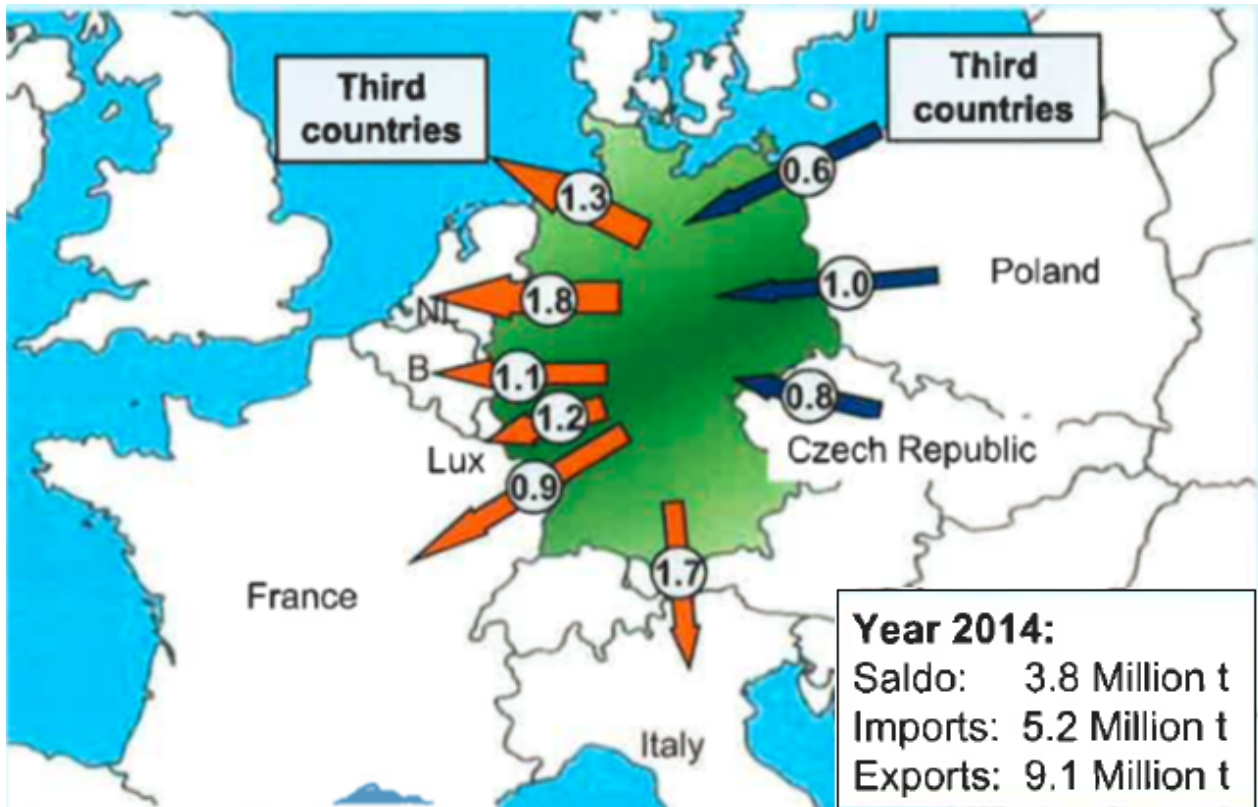 Third
countries
Third
countries
1.3
0.6
1.8
1.0
Poland
NL
B
1.1
0.8
1.2
Lux
Czech Republic
0.9
1.7
France
Italy
Year 2014:
Saldo: 3.8 Million t
Imports: 5.2 Million t
Exports: 9.1 Million t